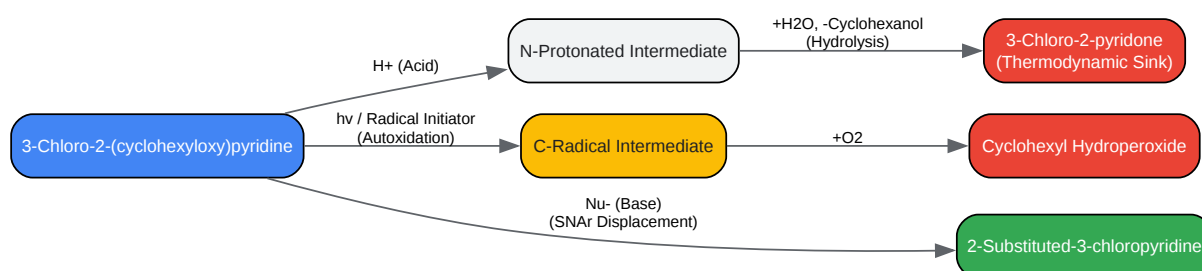 3-Chloro-2-(cyclohexyloxy)pyridine
H+ (Acid)
N-Protonated Intermediate
+H2O, -Cyclohexanol
(Hydrolysis)
3-Chloro-2-pyridone
(Thermodynamic Sink)
hv / Radical Initiator
(Autoxidation)
C-Radical Intermediate
+O2
Cyclohexyl Hydroperoxide
Nu- (Base)
(SNAr Displacement)
2-Substituted-3-chloropyridine